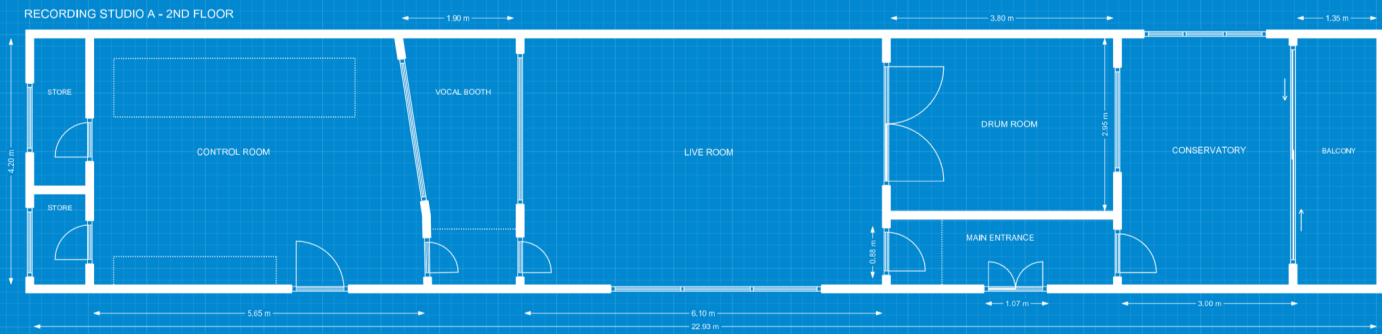 RECORDING STUDIO A - 2ND FLOOR
1.90 m
3.80 m
1.35 m
STORE
VOCAL BOOTH
4.20 m
CONTROL ROOM
LIVE ROOM
DRUM ROOM
2.95 m
CONSERVATORY
BALCONY
STORE
MAIN ENTRANCE
0.88 m
1.07 m
3.00 m
5.65 m
6.10 m
22.93 m